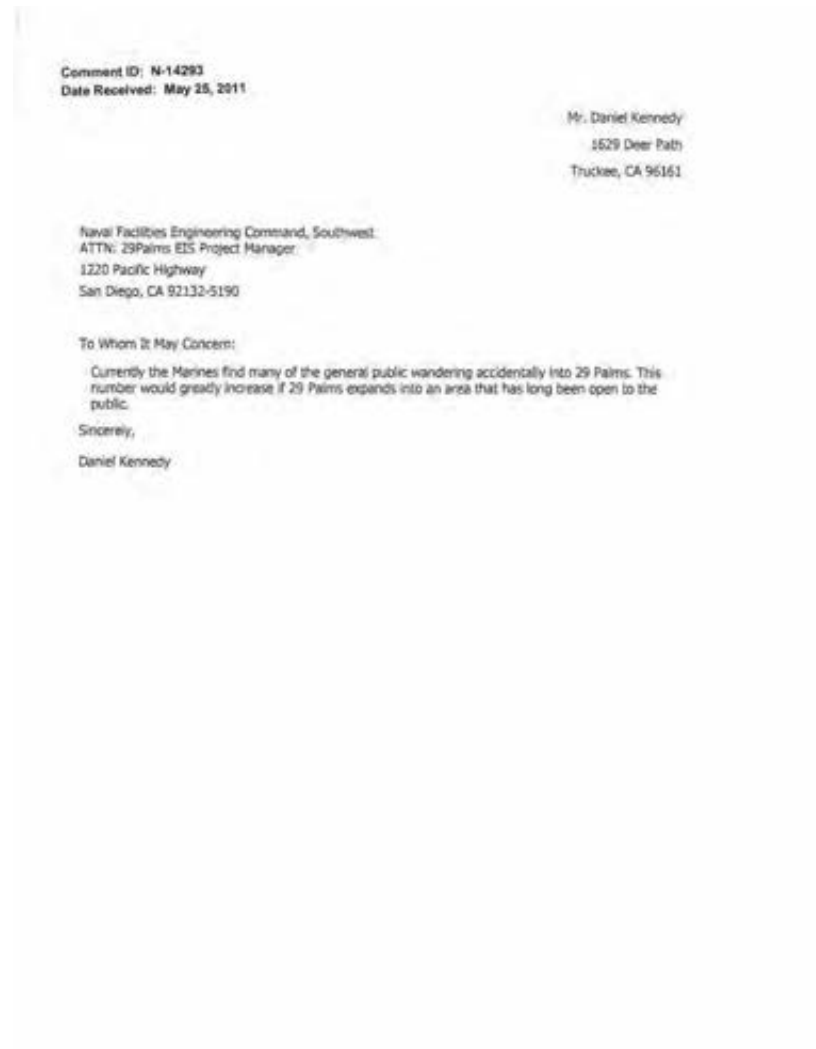 Comment ID: N-14293
Date Received: May 25, 2011
Mr. Daniel Kennedy
1629 Deer Path
Truckee, CA 96161
Naval Facilities Engineering Command, Southwest
ATTN: 29Palms EIS Project Manager
1220 Pacific Highway
San Diego, CA 92132-5190
To Whom It May Concern:
Currently the Marines find many of the general public wandering accidentally into 29 Palms. This
number would greatly increase if 29 Palms expands into an area that has long been open to the
public.
Sincerely,
Daniel Kennedy